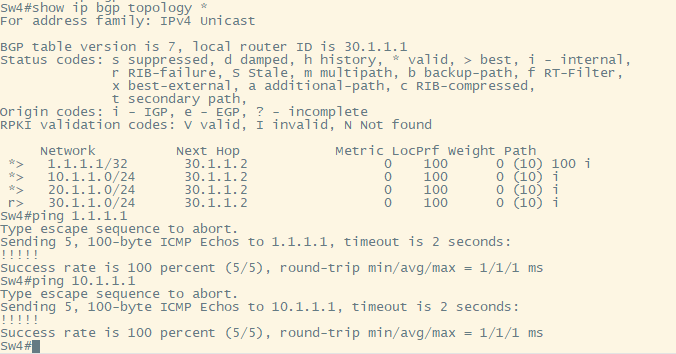 Sw4#show ip bgp topology *
For address family: IPv4 Unicast
BGP table version is 7, local router ID is 30.1.1.1
Status codes: s suppressed, d damped, h history, * valid, > best, i - internal,
r RIB-failure, S Stale, m multipath, b backup-path, f RT-Filter,
x best-external, a additional-path, c RIB-compressed,
t secondary path,
Origin codes: i - IGP, e - EGP, ? - incomplete
RPKI validation codes: V valid, I invalid, N Not found
Network Next Hop Metric LocPrf Weight Path
*> 1.1.1.1/32 30.1.1.2 0 100 0 (10) 100 i
*> 10.1.1.0/24 30.1.1.2 0 100 0 (10) i
*> 20.1.1.0/24 30.1.1.2 0 100 0 (10) i
r> 30.1.1.0/24 30.1.1.2 0 100 0 (10) i
Sw4#ping 1.1.1.1
Type escape sequence to abort.
Sending 5, 100-byte ICMP Echos to 1.1.1.1, timeout is 2 seconds:
!!!!!
Success rate is 100 percent (5/5), round-trip min/avg/max = 1/1/1 ms
Sw4#ping 10.1.1.1
Type escape sequence to abort.
Sending 5, 100-byte ICMP Echos to 10.1.1.1, timeout is 2 seconds:
!!!!!
Success rate is 100 percent (5/5), round-trip min/avg/max = 1/1/1 ms
Sw4#